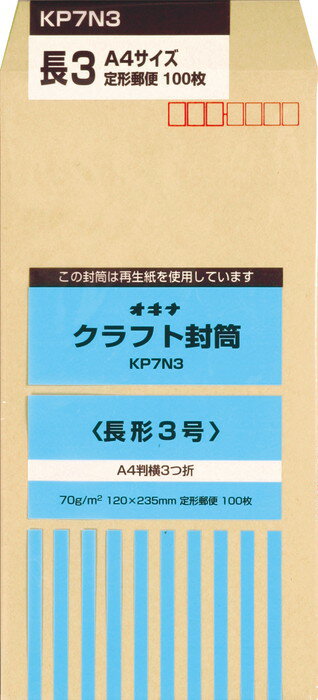 KP7N3
長3 A4サイズ
定形郵便 100枚
この封筒は再生紙を使用しています
オキナ
クラフト封筒
KP7N3
〈長形3号〉
A4判横3つ折
70g/m² 120×235mm 定形郵便 100枚